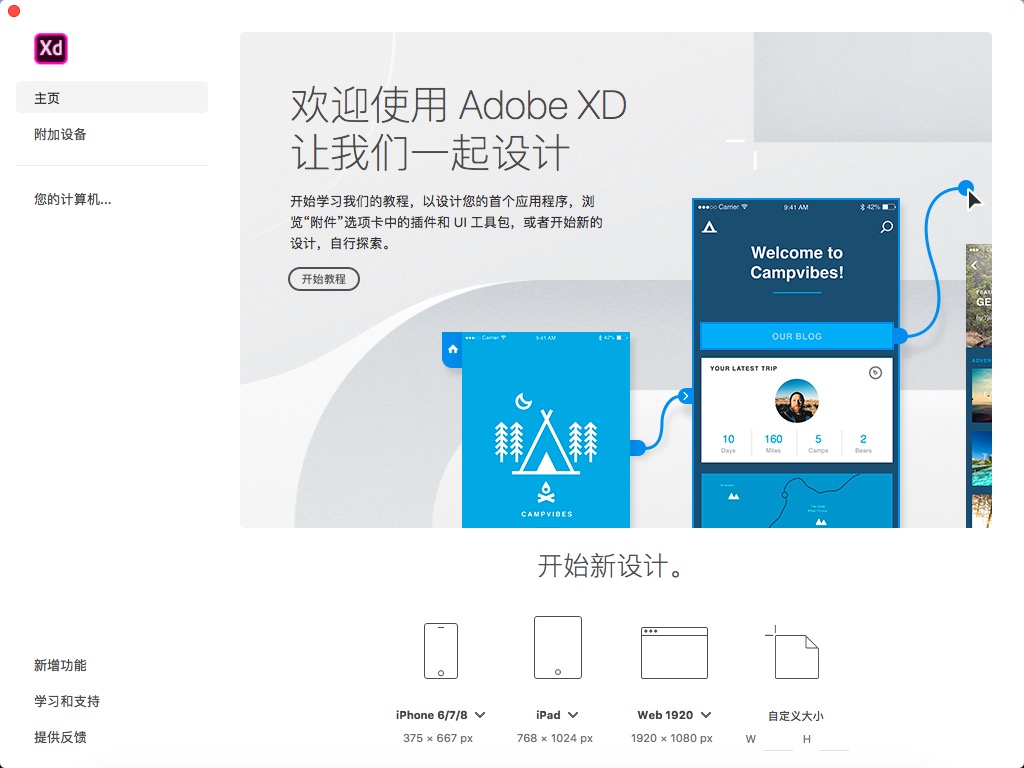 Xd
主页
附加设备
您的计算机...
新增功能
学习和支持
提供反馈
欢迎使用 Adobe XD
让我们一起设计
开始学习我们的教程，以设计您的首个应用程序，浏
览“附件”选项卡中的插件和 UI 工具包，或者开始新的
设计，自行探索。
开始教程
Carrier 9:41 AM 42%
CAMPVIBES
Carrier 9:41 AM 42%
Welcome to
Campvibes!
OUR BLOG
YOUR LATEST TRIP
10 160 5 2
Days Miles Camps Bears
开始新设计。
iPhone 6/7/8 iPad Web 1920 自定义大小
375 × 667 px 768 × 1024 px 1920 × 1080 px W H